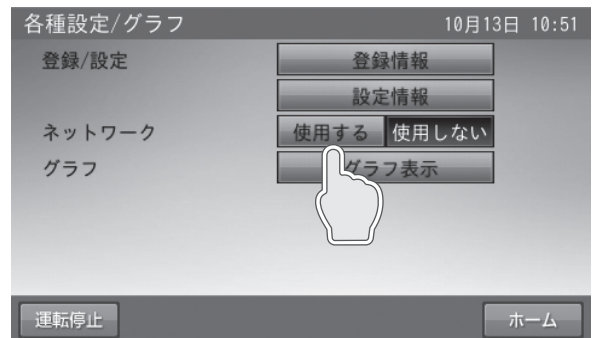 各種設定/グラフ 10月13日 10:51
登録/設定 登録情報
設定情報
ネットワーク 使用する 使用しない
グラフ グラフ表示
運転停止 ホーム